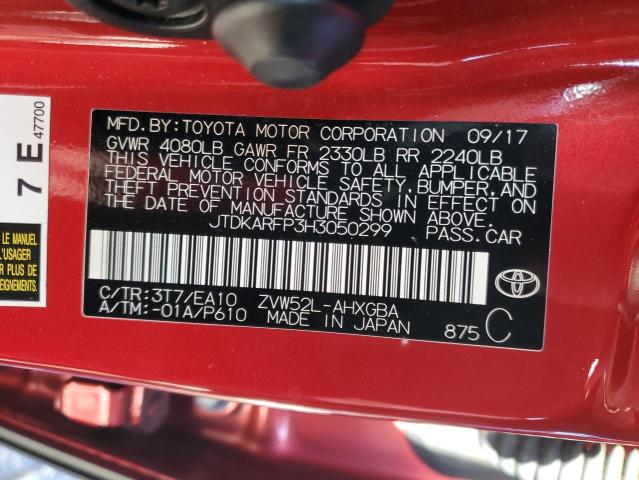 MFD.BY:TOYOTA MOTOR CORPORATION 09/17
GVWR 4080LB GAWR FR 2330LB RR 2240LB
THIS VEHICLE CONFORMS TO ALL APPLICABLE
FEDERAL MOTOR VEHICLE SAFETY,BUMPER,AND
THEFT PREVENTION STANDARDS IN EFFECT ON
THE DATE OF MANUFACTURE SHOWN ABOVE.
JTDKARFP3H3050299 PASS.CAR
C/TR:3T7/EA10 ZVW52L-AHXGBA
A/TM:-01A/P610 MADE IN JAPAN 875 C
7 E 47700
LE MANUEL
L'USAGER